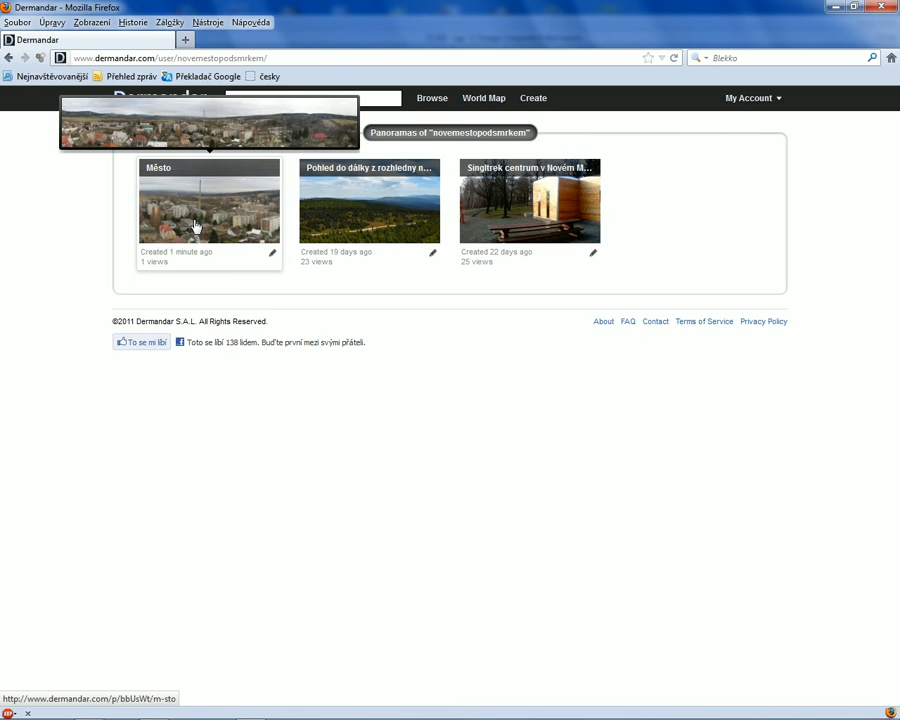 Dermandar - Mozilla Firefox
Soubor Úpravy Zobrazení Historie Záložky Nástroje Nápověda
Dermandar
www.dermandar.com/user/novemestopodsmrkem/
Blekko
Nejnavštěvovanější Přehled zpráv Překladač Google česky
Browse World Map Create My Account
Panoramas of "novemestopodsmrkem"
Město
Pohled do dálky z rozhledny n...
Singltrek centrum v Novém M...
Created 1 minute ago
1 views
Created 19 days ago
23 views
Created 22 days ago
25 views
©2011 Dermandar S.A.L. All Rights Reserved.
About FAQ Contact Terms of Service Privacy Policy
To se mi líbí
Toto se líbí 138 lidem. Buďte první mezi svými přáteli.
http://www.dermandar.com/p/bbUsWt/m-sto